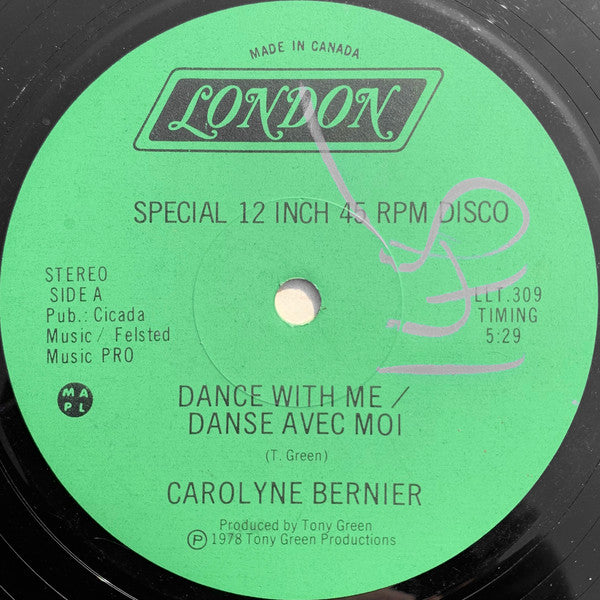 MADE IN CANADA
LONDON
SPECIAL 12 INCH 45 RPM DISCO
STEREO
SIDE A
Pub.: Cicada
Music / Felsted
Music PRO
LLT.309
TIMING
5:29
MA
PL
DANCE WITH ME /
DANSE AVEC MOI
(T. Green)
CAROLYNE BERNIER
Produced by Tony Green
Ⓟ 1978 Tony Green Productions